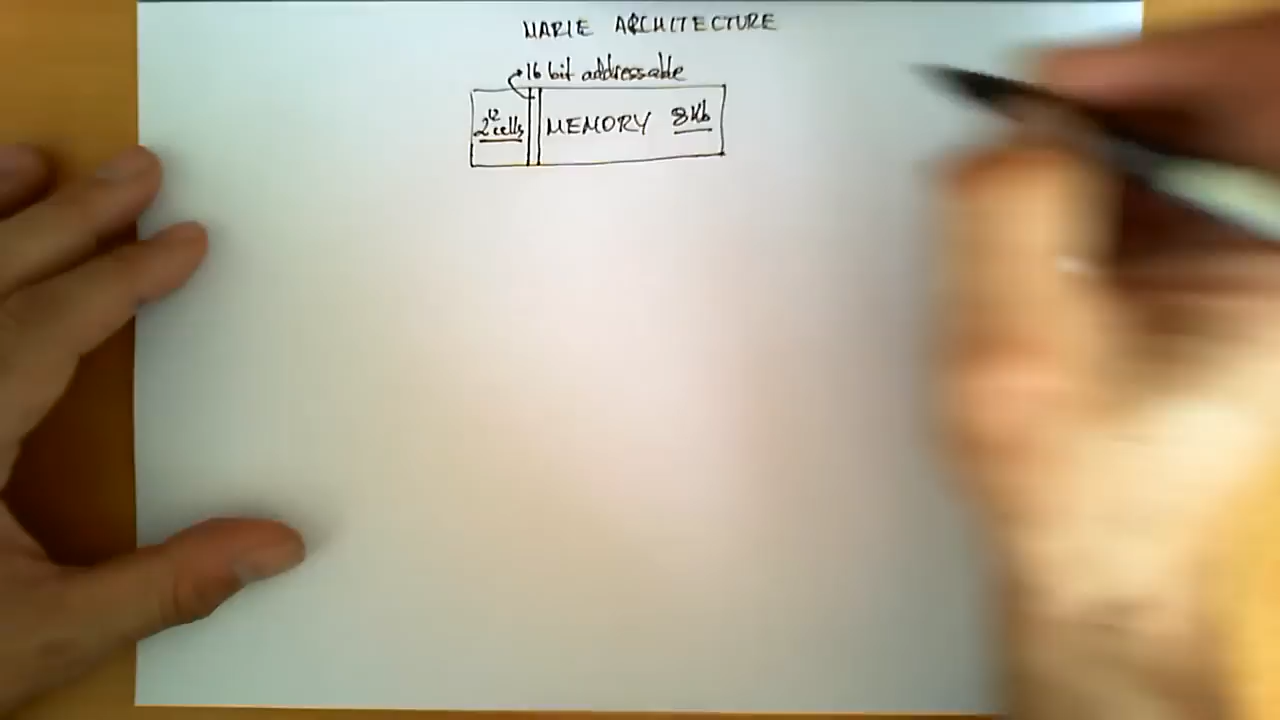 MARIE ARCHITECTURE
16 bit addressable
2¹² cells MEMORY 8Kb